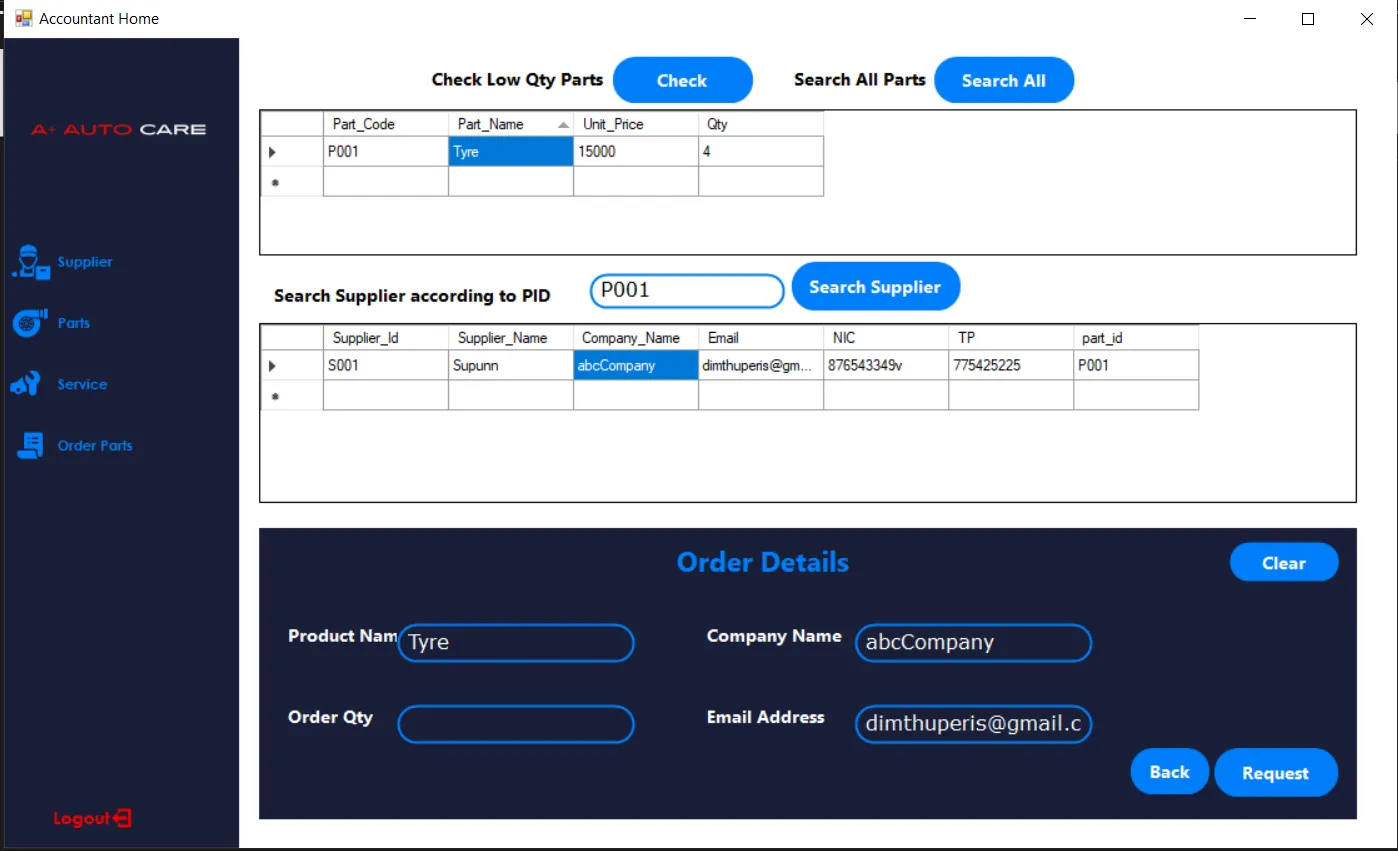 Accountant Home
A+ AUTO CARE
Supplier
Parts
Service
Order Parts
Logout
Check Low Qty Parts Check Search All Parts Search All
Part_Code Part_Name Unit_Price Qty
P001 Tyre 15000 4
Search Supplier according to PID P001 Search Supplier
Supplier_Id Supplier_Name Company_Name Email NIC TP part_id
S001 Supunn abcCompany dimthuperis@gm... 876543349v 775425225 P001
Order Details
Clear
Product Nam Tyre Company Name abcCompany
Order Qty Email Address dimthuperis@gmail.c
Back Request